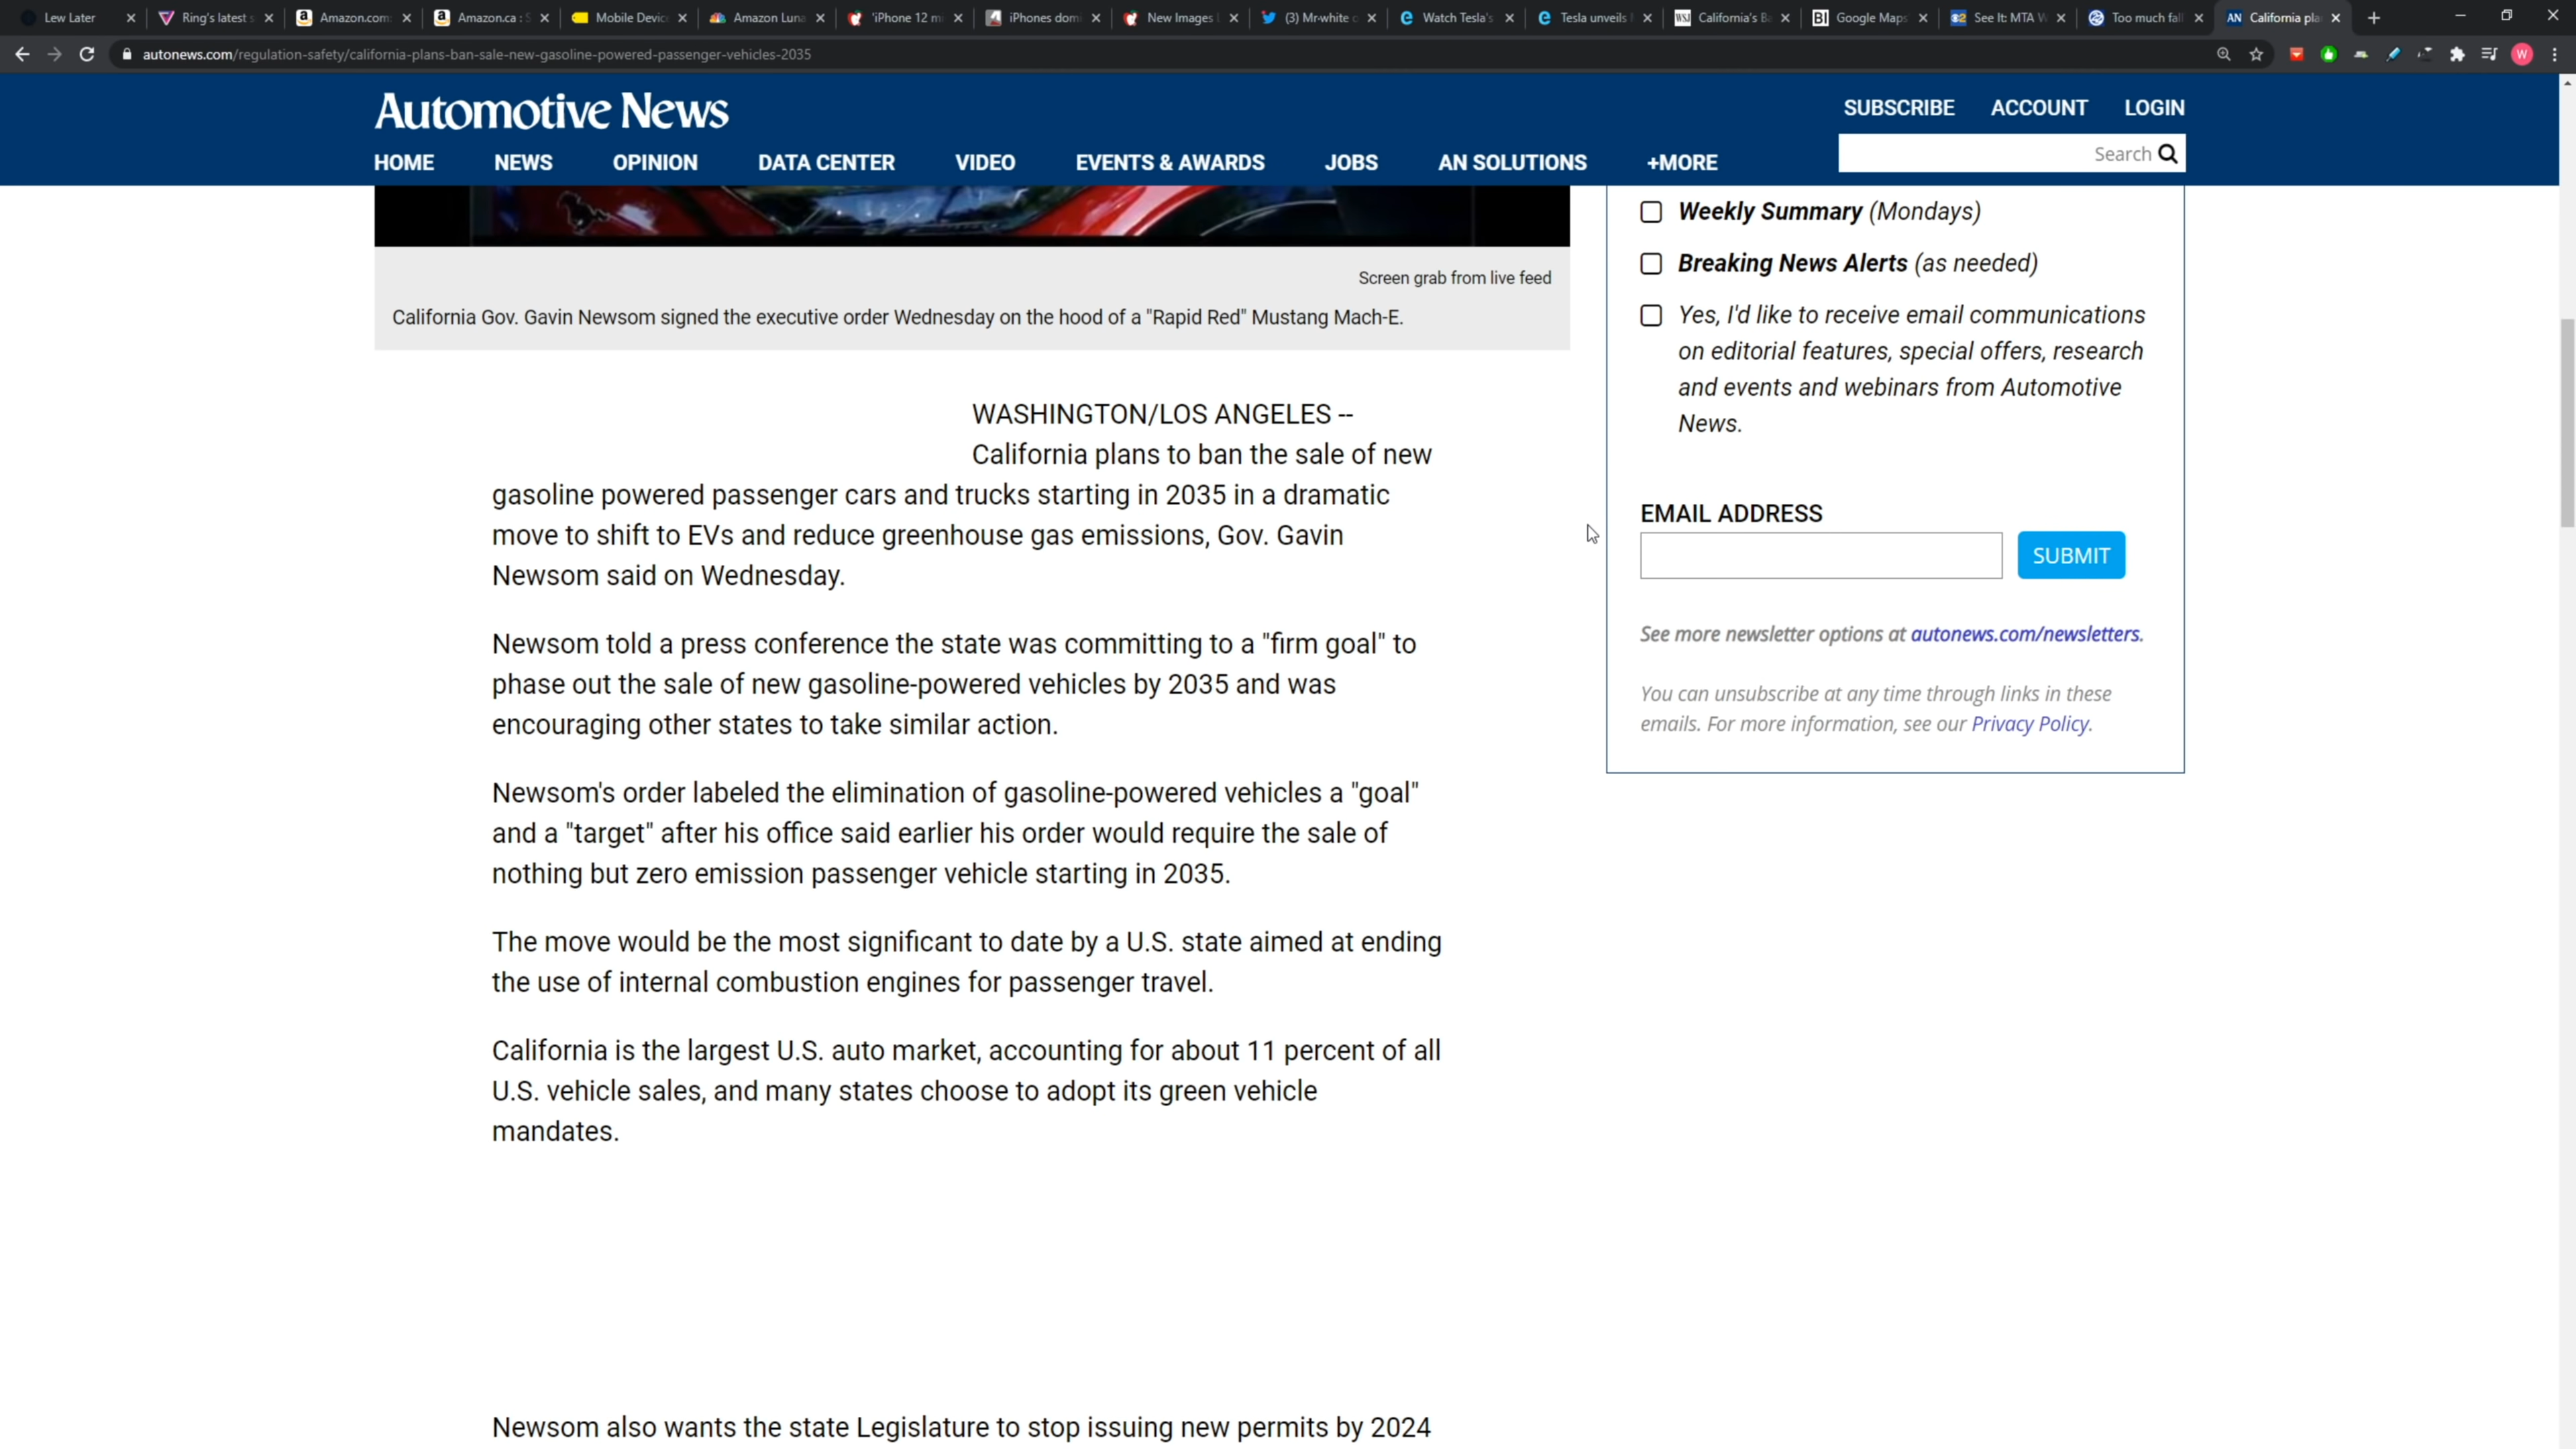 Lew Later
Ring's latest s
Amazon.com:
Amazon.ca : S
Mobile Device
Amazon Luna
'iPhone 12 m
iPhones dom
New Images
(3) Mr-white
Watch Tesla's
Tesla unveils
WSJ California's Ba
BI Google Maps
See It: MTA W
Too much fal
AN California pla
autonews.com/regulation-safety/california-plans-ban-sale-new-gasoline-powered-passenger-vehicles-2035
W
Automotive News
SUBSCRIBE ACCOUNT LOGIN
HOME NEWS OPINION DATA CENTER VIDEO EVENTS & AWARDS JOBS AN SOLUTIONS +MORE
Search
Screen grab from live feed
California Gov. Gavin Newsom signed the executive order Wednesday on the hood of a "Rapid Red" Mustang Mach-E.
WASHINGTON/LOS ANGELES --
California plans to ban the sale of new
gasoline powered passenger cars and trucks starting in 2035 in a dramatic
move to shift to EVs and reduce greenhouse gas emissions, Gov. Gavin
Newsom said on Wednesday.
Newsom told a press conference the state was committing to a "firm goal" to
phase out the sale of new gasoline-powered vehicles by 2035 and was
encouraging other states to take similar action.
Newsom's order labeled the elimination of gasoline-powered vehicles a "goal"
and a "target" after his office said earlier his order would require the sale of
nothing but zero emission passenger vehicle starting in 2035.
The move would be the most significant to date by a U.S. state aimed at ending
the use of internal combustion engines for passenger travel.
California is the largest U.S. auto market, accounting for about 11 percent of all
U.S. vehicle sales, and many states choose to adopt its green vehicle
mandates.
Newsom also wants the state Legislature to stop issuing new permits by 2024
Weekly Summary (Mondays)
Breaking News Alerts (as needed)
Yes, I'd like to receive email communications
on editorial features, special offers, research
and events and webinars from Automotive
News.
EMAIL ADDRESS
SUBMIT
See more newsletter options at autonews.com/newsletters.
You can unsubscribe at any time through links in these
emails. For more information, see our Privacy Policy.